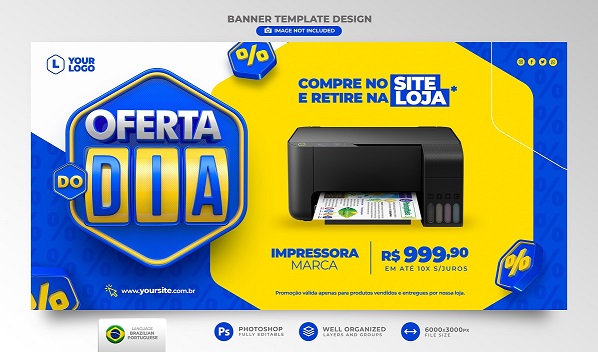 BANNER TEMPLATE DESIGN
IMAGE NOT INCLUDED
L YOUR
LOGO
%
OFERTA
DO
DIA
www.yoursite.com.br
COMPRE NO SITE
E RETIRE NA LOJA*
IMPRESSORA
MARCA
R$ 999,90
EM ATÉ 10X S/JUROS
%
%
Promoção válida apenas para produtos vendidos e entregues por nossa loja.
LANGUAGE
BRAZILIAN
PORTUGUESE
Ps
PHOTOSHOP
FULLY EDITABLE
WELL ORGANIZED
LAYERS AND GROUPS
6000x3000px
FILE SIZE